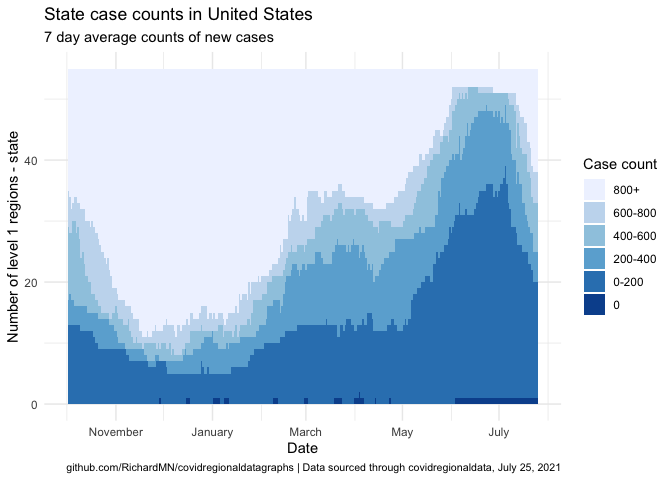 State case counts in United States
7 day average counts of new cases
Number of level 1 regions - state
40
20
0
November
January
March
May
July
Date
Case count
800+
600-800
400-600
200-400
0-200
0
github.com/RichardMN/covidregionaldatagraphs | Data sourced through covidregionaldata, July 25, 2021